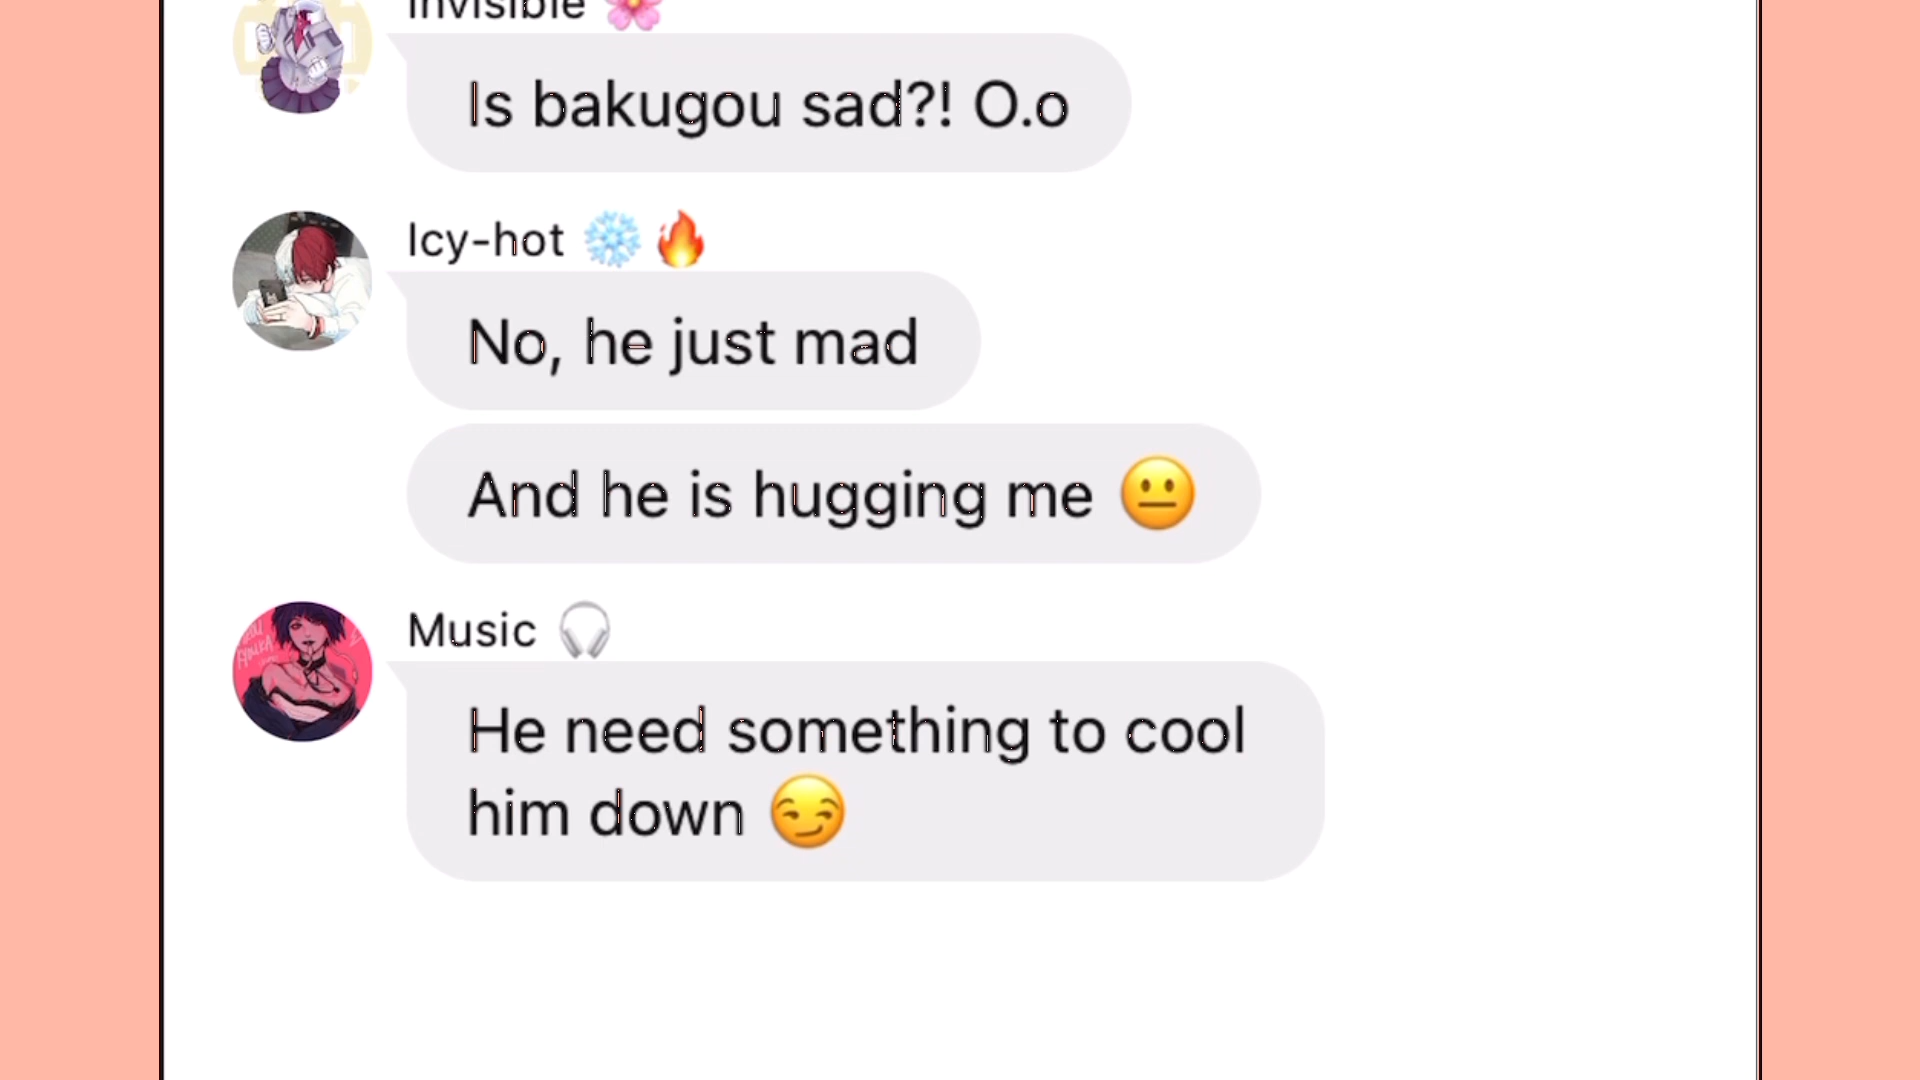 Invisible 🌸
Is bakugou sad?! O.o
Icy-hot ❄️🔥
No, he just mad
And he is hugging me 😐
Music 🎧
He need something to cool
him down 😏